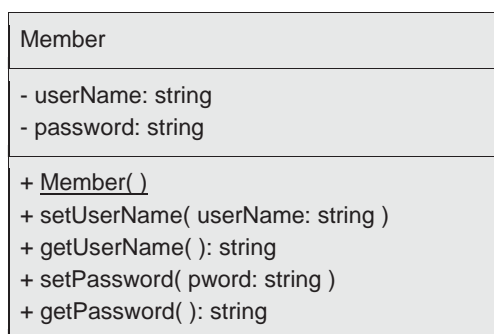 Member
- userName: string
- password: string
+ Member( )
+ setUserName( userName: string )
+ getUserName( ): string
+ setPassword( pword: string )
+ getPassword( ): string